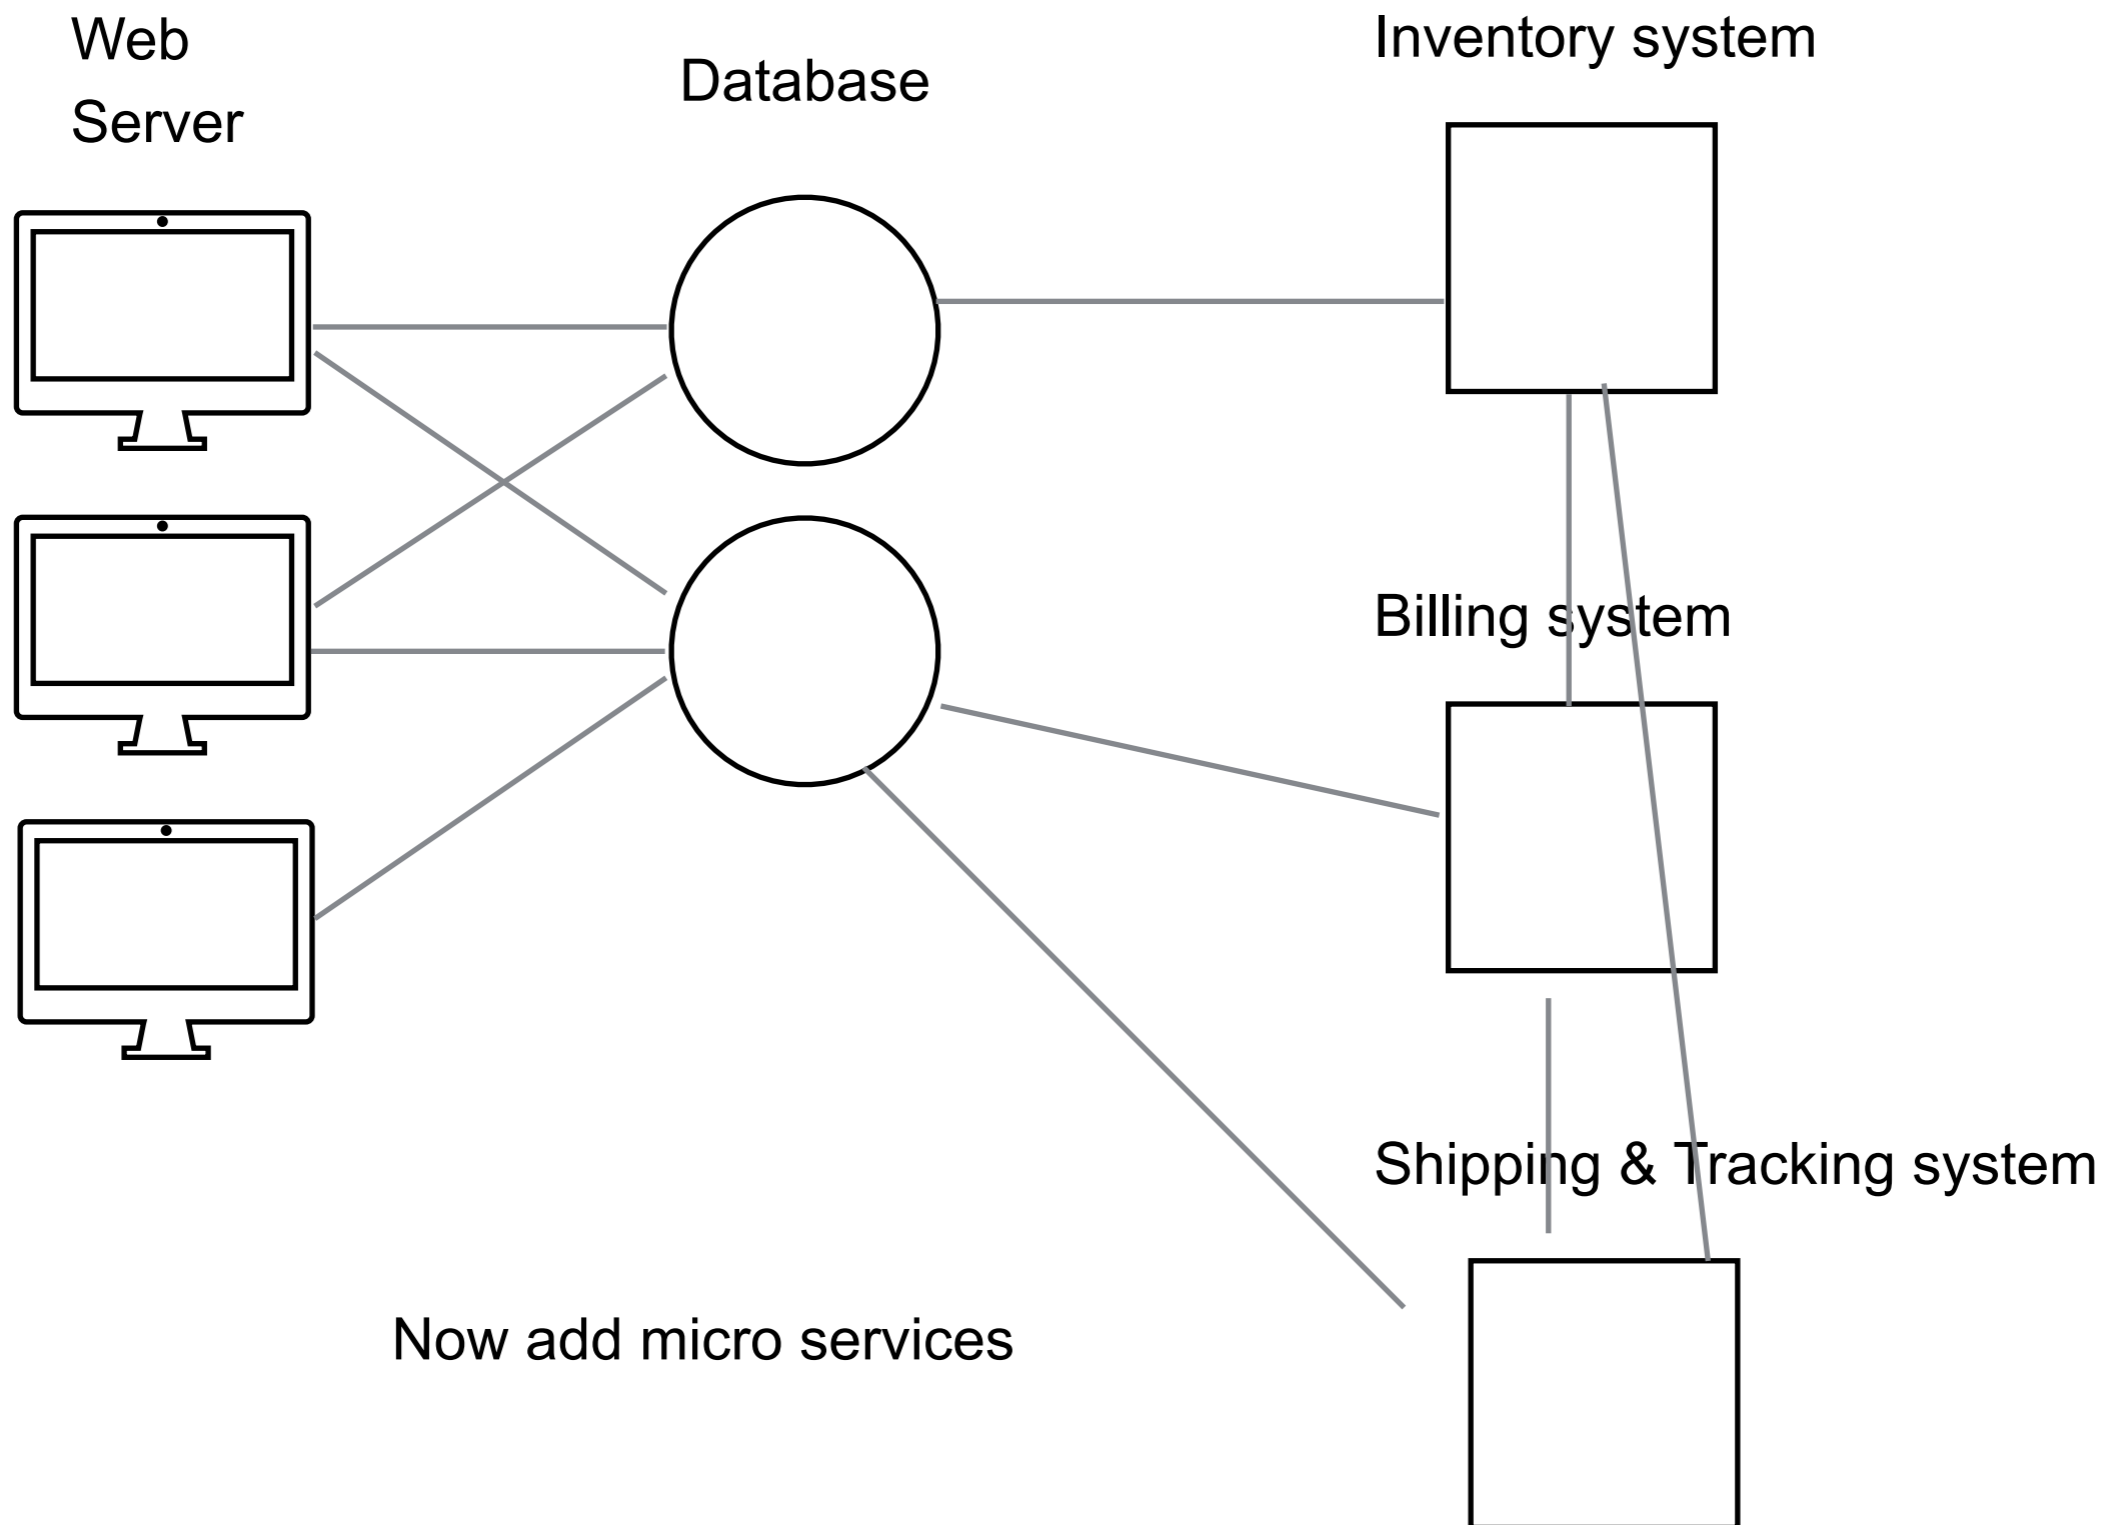 Web
Server
Database
Inventory system
Billing system
Shipping & Tracking system
Now add micro services